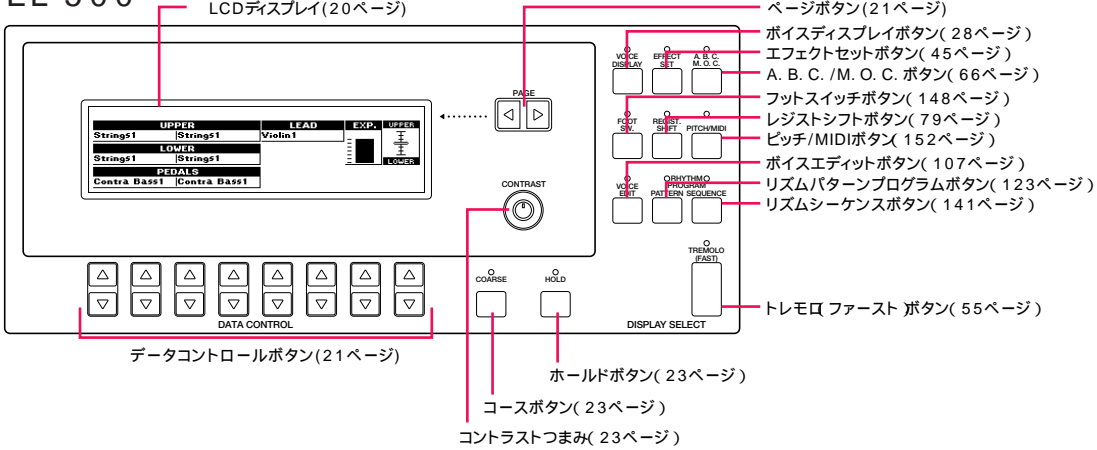 LCDディスプレイ(20ページ)
ページボタン(21ページ)
ボイスディスプレイボタン(28ページ)
エフェクトセットボタン(45ページ)
A. B. C. /M. O. C. ボタン(66ページ)
フットスイッチボタン(148ページ)
レジストシフトボタン(79ページ)
ピッチ/MIDIボタン(152ページ)
ボイスエディットボタン(107ページ)
リズムパターンプログラムボタン(123ページ)
リズムシーケンスボタン(141ページ)
トレモロ(ファースト)ボタン(55ページ)
VOICE DISPLAY
EFFECT SET
A. B. C. M. O. C.
PAGE
FOOT SW.
REGIST. SHIFT
PITCH/MIDI
UPPER
LEAD
EXP.
UPPER
Strings1
Strings1
Violin1
LOWER
Strings1
Strings1
LOWER
PEDALS
Contra Bass1
Contra Bass1
CONTRAST
VOICE EDIT
RHYTHM PROGRAM
PATTERN
SEQUENCE
TREMOLO (FAST)
COARSE
HOLD
DATA CONTROL
DISPLAY SELECT
データコントロールボタン(21ページ)
ホールドボタン(23ページ)
コースボタン(23ページ)
コントラストつまみ(23ページ)